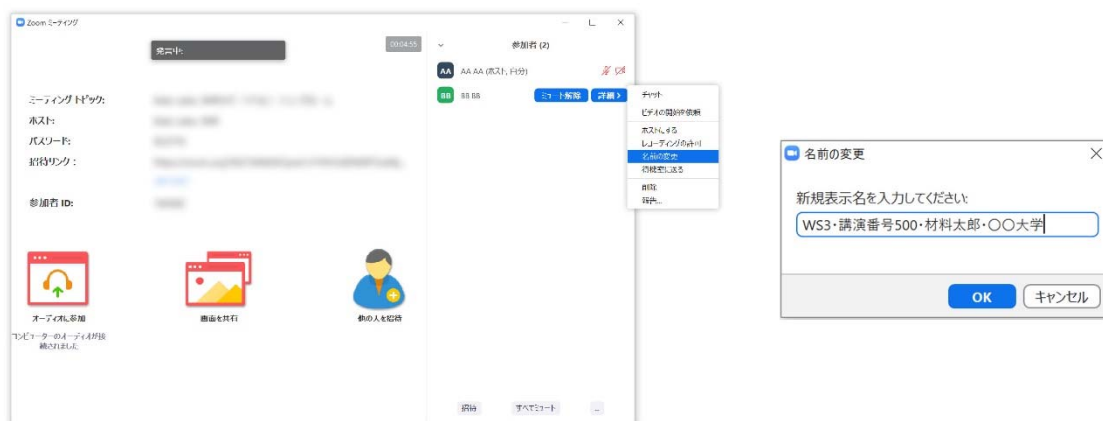 Zoom ミーティング
発言中:
00:04:55
参加者 (2)
AA AA AA (ホスト, 自分)
BB BB BB ミュート解除 詳細 >
ミーティングトピック:
ホスト:
パスワード:
招待リンク:
参加者 ID:
オーディオに参加
コンピューターのオーディオが接
続されました
画面を共有
他の人を招待
招待 すべてミュート ...
チャット
ビデオの開始を依頼
ホストにする
レコーディングの許可
名前の変更
待機室に送る
削除
報告...
名前の変更
新規表示名を入力してください:
WS3・講演番号500・材料太郎・〇〇大学
OK キャンセル